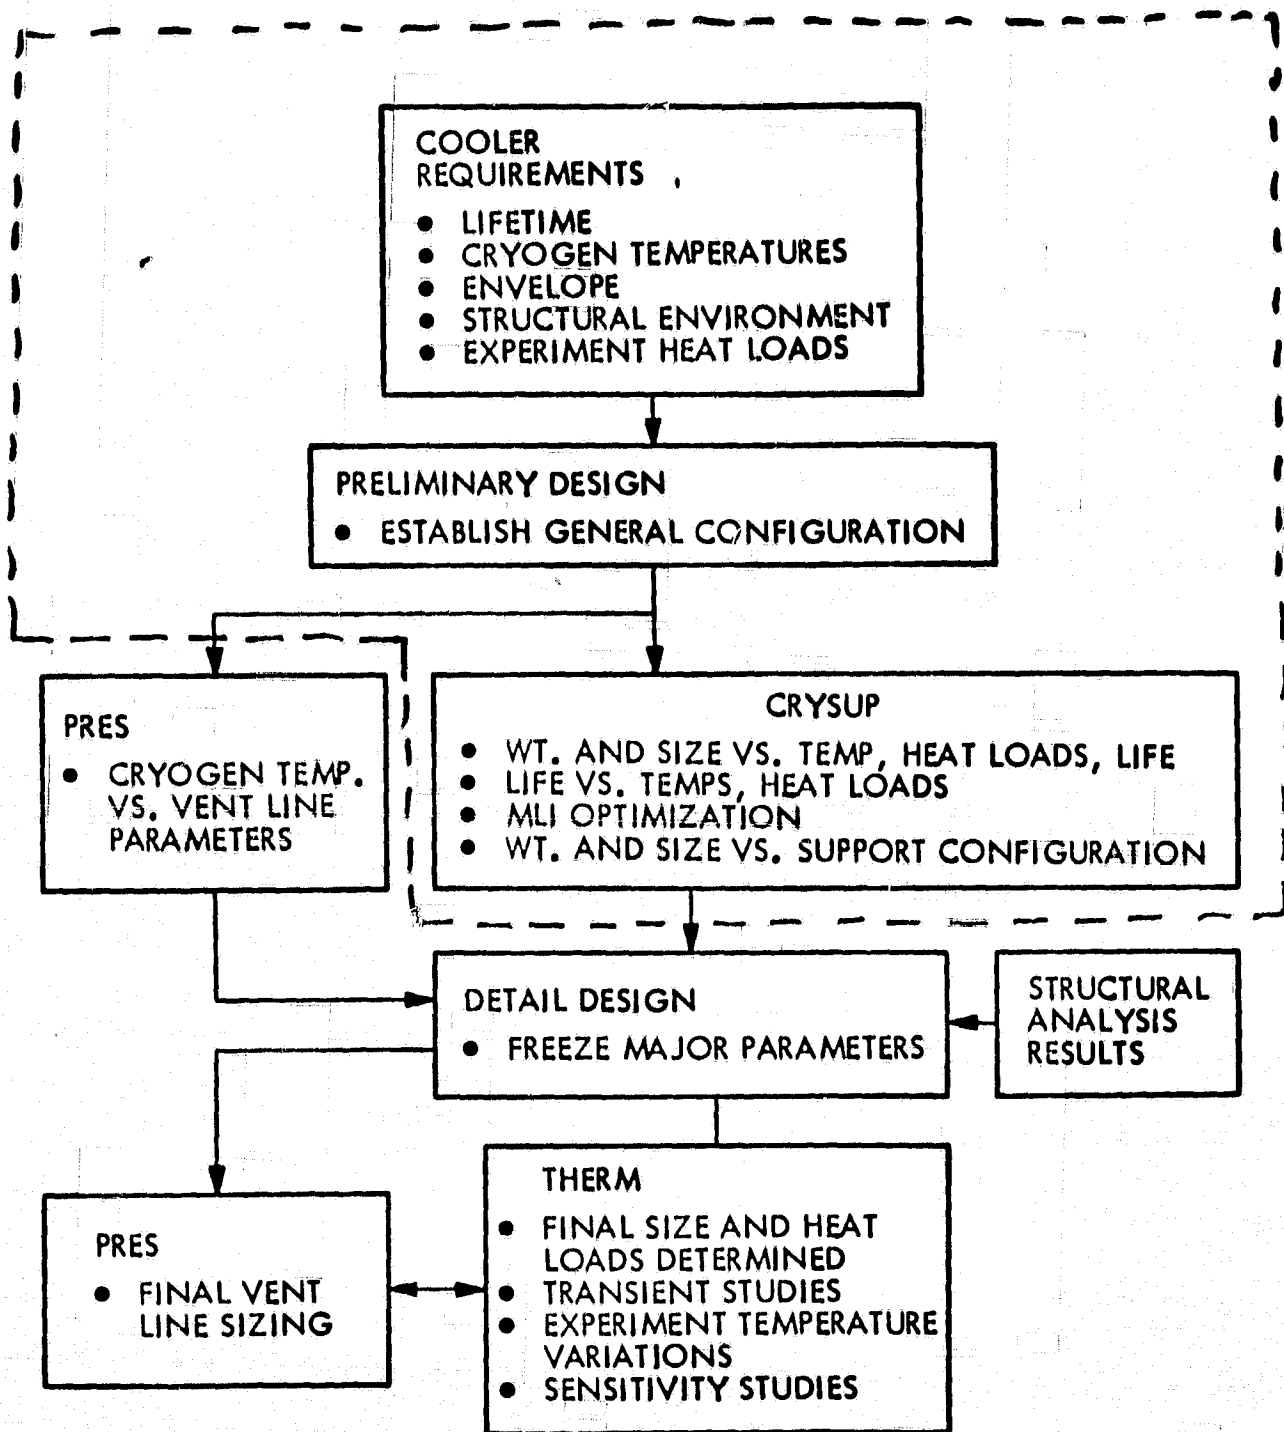 COOLER
REQUIREMENTS
● LIFETIME
● CRYOGEN TEMPERATURES
● ENVELOPE
● STRUCTURAL ENVIRONMENT
● EXPERIMENT HEAT LOADS
PRELIMINARY DESIGN
● ESTABLISH GENERAL CONFIGURATION
PRES
● CRYOGEN TEMP.
VS. VENT LINE
PARAMETERS
CRYSUP
● WT. AND SIZE VS. TEMP, HEAT LOADS, LIFE
● LIFE VS. TEMPS, HEAT LOADS
● MLI OPTIMIZATION
● WT. AND SIZE VS. SUPPORT CONFIGURATION
DETAIL DESIGN
● FREEZE MAJOR PARAMETERS
STRUCTURAL
ANALYSIS
RESULTS
PRES
● FINAL VENT
LINE SIZING
THERM
● FINAL SIZE AND HEAT
LOADS DETERMINED
● TRANSIENT STUDIES
● EXPERIMENT TEMPERATURE
VARIATIONS
● SENSITIVITY STUDIES